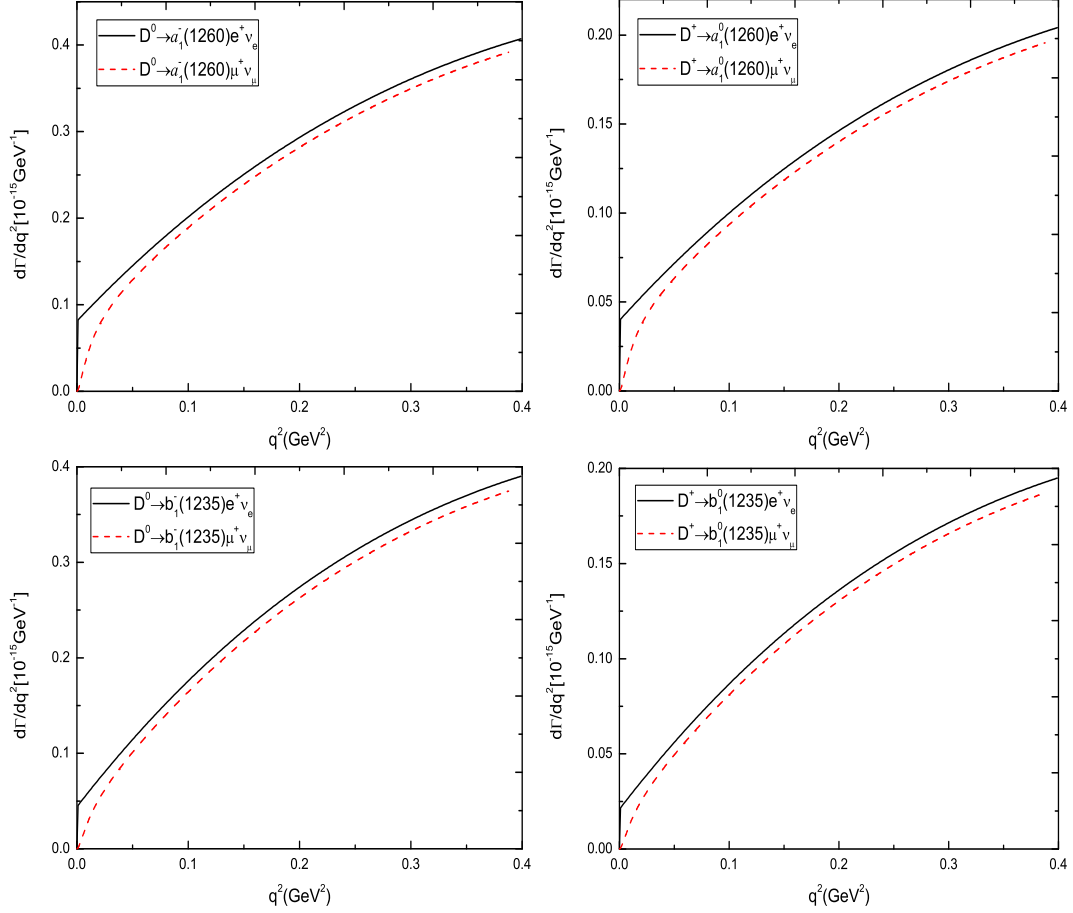 D⁰→a₁⁻(1260)e⁺νₑ
D⁰→a₁⁻(1260)μ⁺ν_μ
0.4
0.3
0.2
0.1
0.0
dΓ/dq²[10⁻¹⁵GeV⁻¹]
0.0 0.1 0.2 0.3 0.4
q²(GeV²)
D⁺→a₁⁰(1260)e⁺νₑ
D⁺→a₁⁰(1260)μ⁺ν_μ
0.20
0.15
0.10
0.05
0.00
dΓ/dq²[10⁻¹⁵GeV⁻¹]
0.0 0.1 0.2 0.3 0.4
q²(GeV²)
D⁰→b₁⁻(1235)e⁺νₑ
D⁰→b₁⁻(1235)μ⁺ν_μ
0.4
0.3
0.2
0.1
0.0
dΓ/dq²[10⁻¹⁵GeV⁻¹]
0.0 0.1 0.2 0.3 0.4
q²(GeV²)
D⁺→b₁⁰(1235)e⁺νₑ
D⁺→b₁⁰(1235)μ⁺ν_μ
0.20
0.15
0.10
0.05
0.00
dΓ/dq²[10⁻¹⁵GeV⁻¹]
0.0 0.1 0.2 0.3 0.4
q²(GeV²)